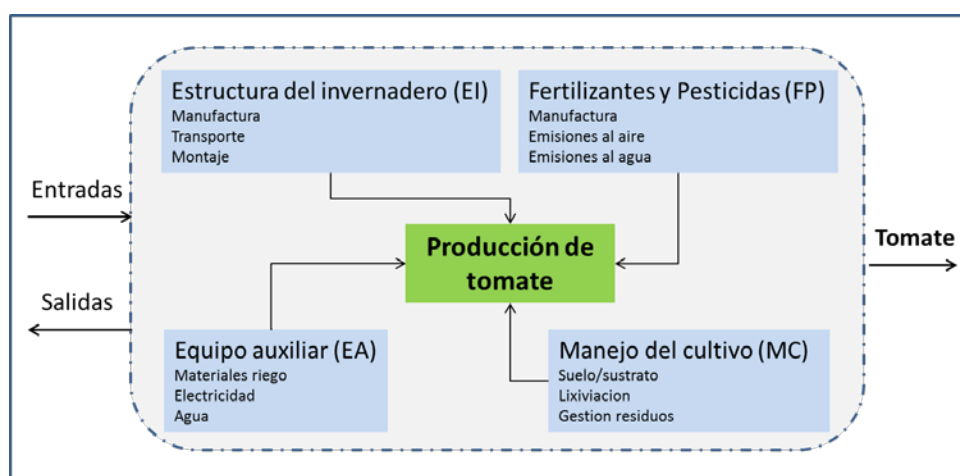 Estructura del invernadero (EI)
Manufactura
Transporte
Montaje
Fertilizantes y Pesticidas (FP)
Manufactura
Emisiones al aire
Emisiones al agua
Entradas
Producción de
tomate
Tomate
Salidas
Equipo auxiliar (EA)
Materiales riego
Electricidad
Agua
Manejo del cultivo (MC)
Suelo/sustrato
Lixiviacion
Gestion residuos